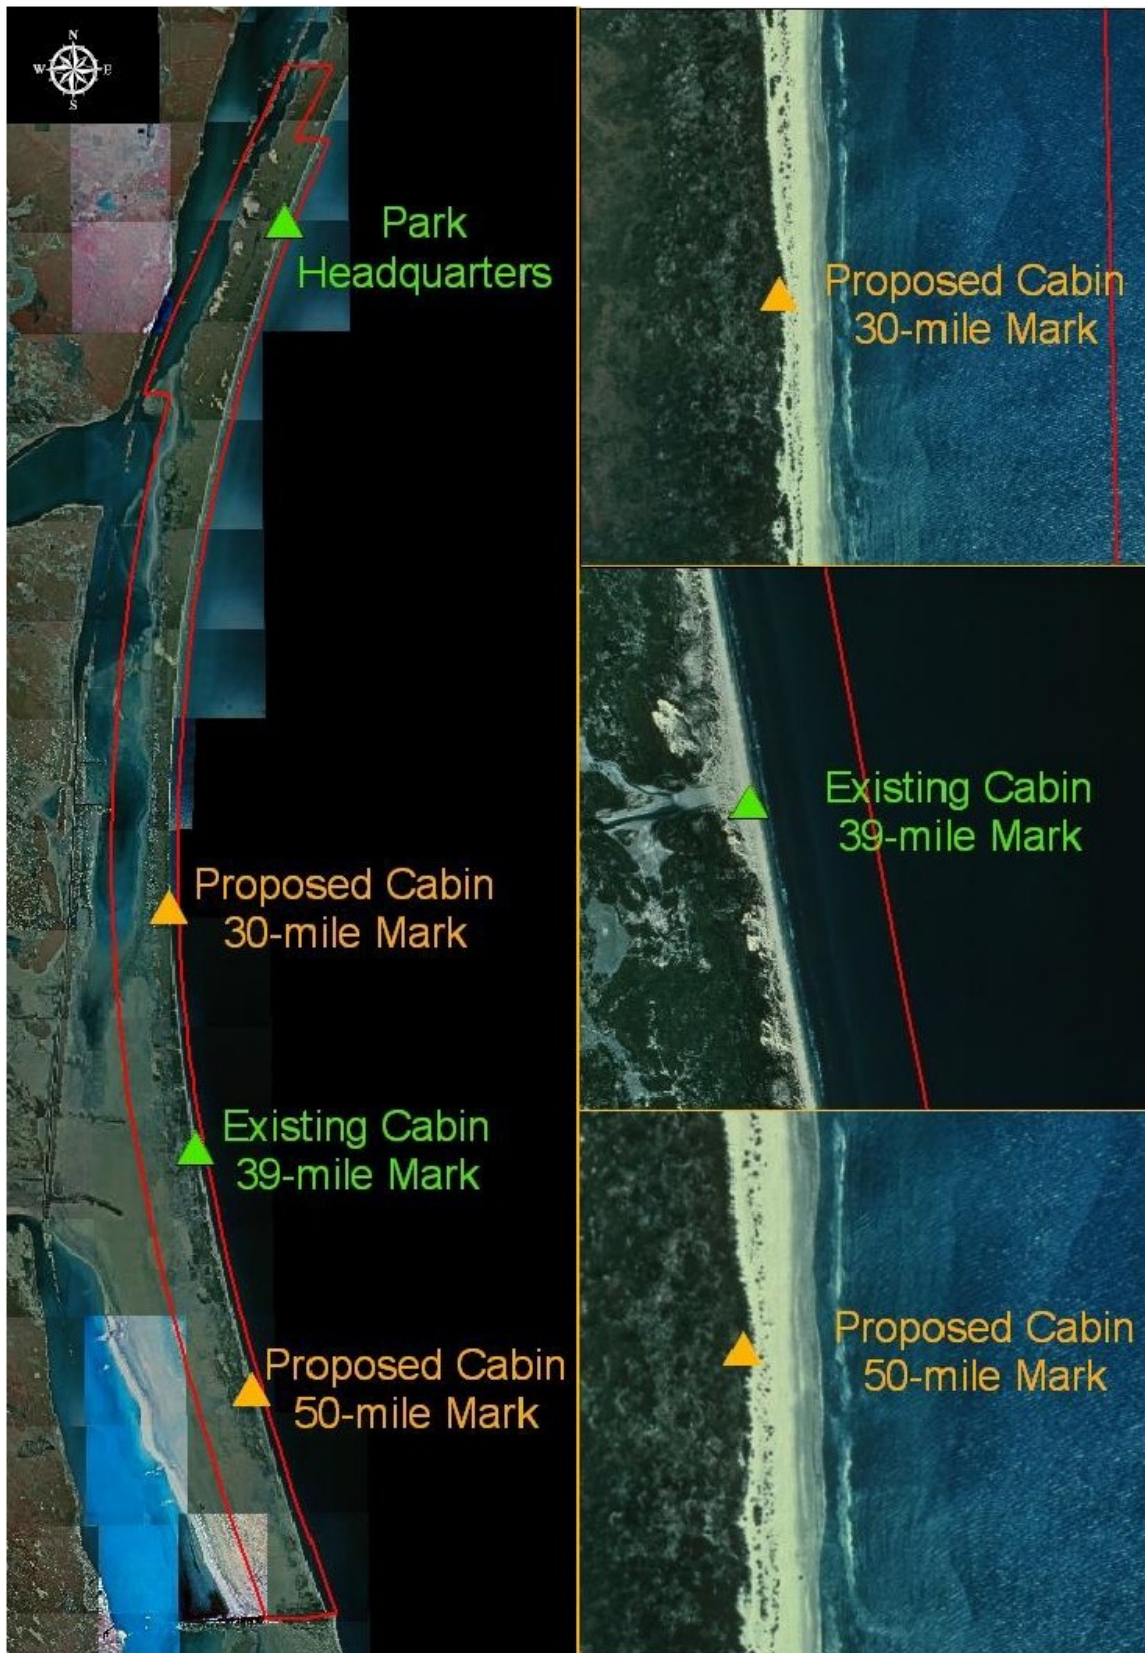 N
W E
S
Park
Headquarters
Proposed Cabin
30-mile Mark
Existing Cabin
39-mile Mark
Proposed Cabin
50-mile Mark
Proposed Cabin
30-mile Mark
Existing Cabin
39-mile Mark
Proposed Cabin
50-mile Mark